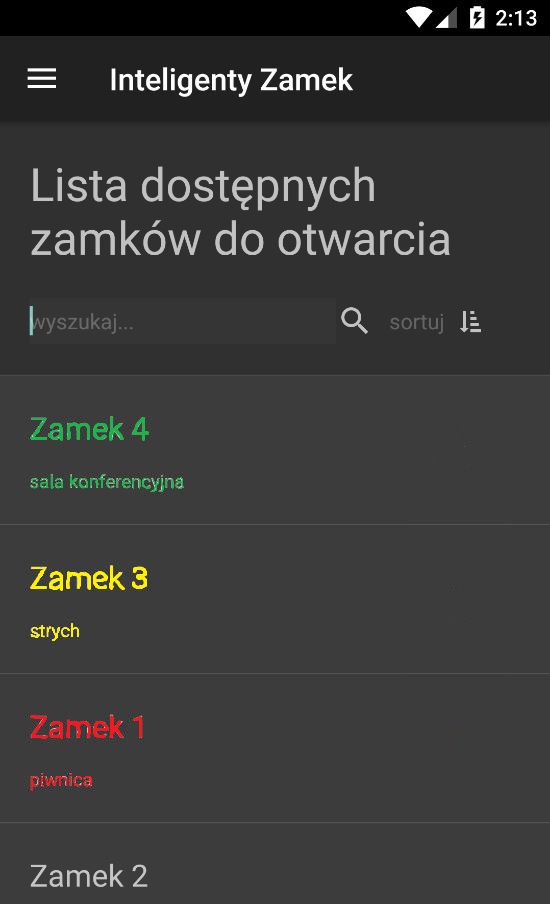 2:13
Inteligenty Zamek
Lista dostępnych
zamków do otwarcia
wyszukaj...
sortuj
Zamek 4
sala konferencyjna
Zamek 3
strych
Zamek 1
piwnica
Zamek 2